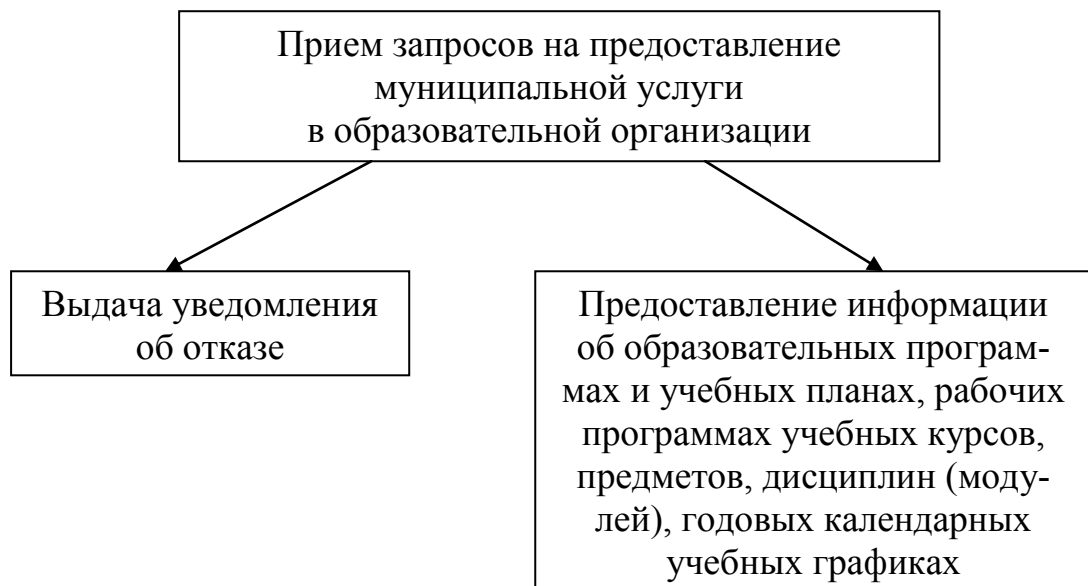 Прием запросов на предоставление
муниципальной услуги
в образовательной организации
Выдача уведомления
об отказе
Предоставление информации
об образовательных програм-
мах и учебных планах, рабочих
программах учебных курсов,
предметов, дисциплин (моду-
лей), годовых календарных
учебных графиках